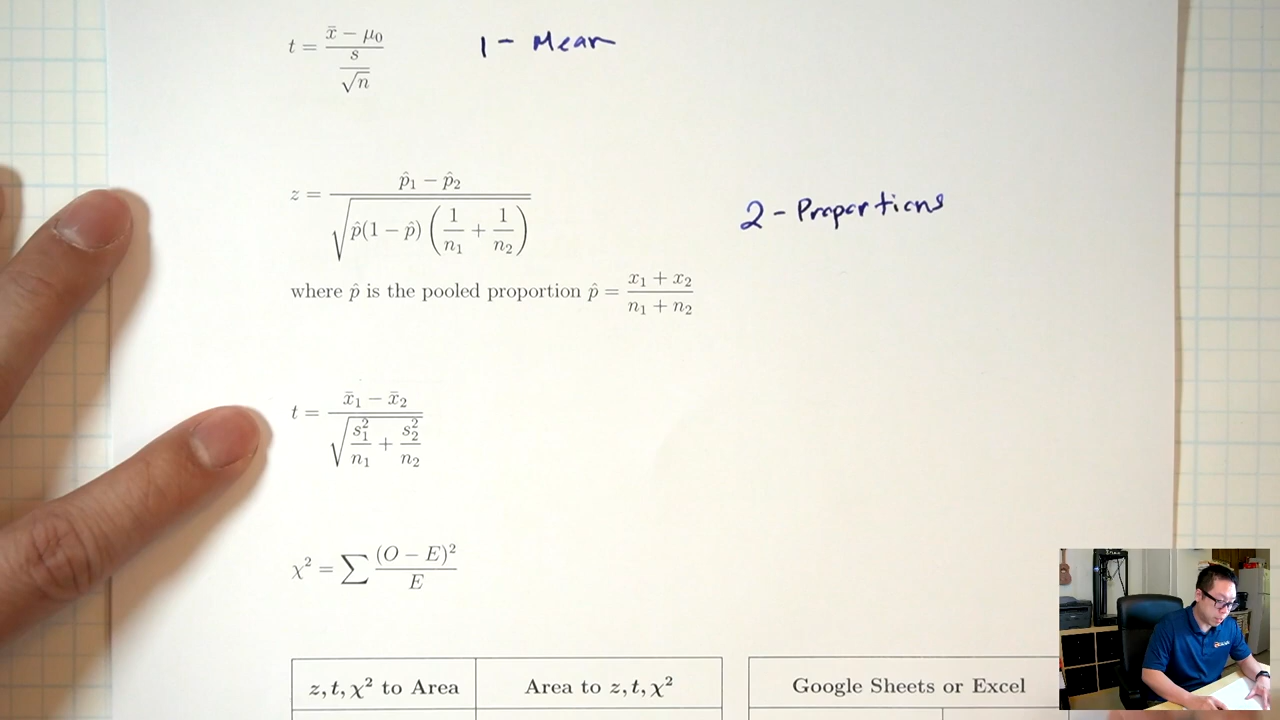 t = x̄ − μ₀ / s / √n 1 - Mean
z = p̂₁ − p̂₂ / √ p̂(1 − p̂) ( 1/n₁ + 1/n₂ ) 2 - Proportions
where p̂ is the pooled proportion p̂ = x₁ + x₂ / n₁ + n₂
t = x̄₁ − x̄₂ / √ s₁²/n₁ + s₂²/n₂
χ² = ∑ (O − E)² / E
z, t, χ² to Area Area to z, t, χ² Google Sheets or Excel